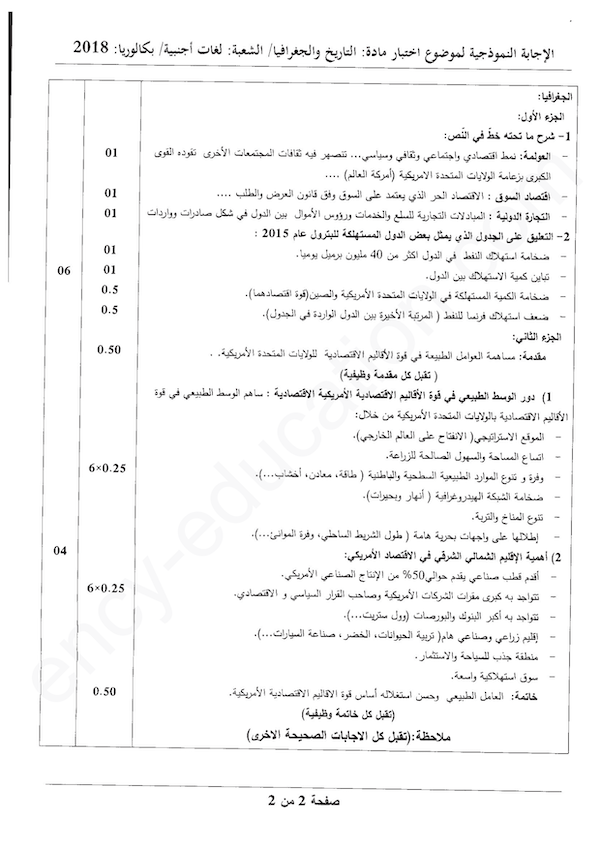 الإجابة النموذجية لموضوع اختبار مادة: التاريخ والجغرافيا/ الشعبة: لغات أجنبية/ بكالوريا: 2018
الجغرافيا:
الجزء الأول:
1- شرح ما تحته خطّ في النّص:
- العولمة: نمط اقتصادي واجتماعي وثقافي وسياسي... تنصهر فيه ثقافات المجتمعات الأخرى تقوده القوى 01
الكبرى بزعامة الولايات المتحدة الامريكية (أمركة العالم) ....
- اقتصاد السوق : الاقتصاد الحر الذي يعتمد على السوق وفق قانون العرض والطلب .... 01
- التجارة الدولية : المبادلات التجارية للسلع والخدمات ورؤوس الأموال بين الدول في شكل صادرات وواردات 01
2- التعليق على الجدول الذي يمثل بعض الدول المستهلكة للبترول عام 2015 :
- ضخامة استهلاك النفط في الدول اكثر من 40 مليون برميل يوميا. 01
- تباين كمية الاستهلاك بين الدول. 01 06
- ضخامة الكمية المستهلكة في الولايات المتحدة الأمريكية والصين(قوة اقتصادهما). 0.5
- ضعف استهلاك فرنسا للنفط ( المرتبة الأخيرة بين الدول الواردة في الجدول). 0.5
الجزء الثاني:
مقدمة: مساهمة العوامل الطبيعة في قوة الأقاليم الاقتصادية للولايات المتحدة الأمريكية. . 0.50
( تقبل كل مقدمة وظيفية)
1) دور الوسط الطبيعي في قوة الأقاليم الاقتصادية الأمريكية الاقتصادية : ساهم الوسط الطبيعي في قوة
الأقاليم الاقتصادية بالولايات المتحدة الأمريكية من خلال:
- الموقع الاستراتيجي( الانفتاح على العالم الخارجي).
- اتساع المساحة والسهول الصالحة للزراعة.
- وفرة و تنوع الموارد الطبيعية السطحية والباطنية ( طاقة، معادن، أخشاب...). 6×0.25
- ضخامة الشبكة الهيدروغرافية ( أنهار وبحيرات).
- تنوع المناخ والتربة.
- إطلالها على واجهات بحرية هامة ( طول الشريط الساحلي، وفرة الموانئ...).
2) أهمية الإقليم الشمالي الشرقي في الاقتصاد الأمريكي: 04
- أقدم قطب صناعي يقدم حوالي50% من الإنتاج الصناعي الأمريكي.
- تتواجد به كبرى مقرات الشركات الأمريكية وصاحب القرار السياسي و الاقتصادي. 6×0.25
- تتواجد به أكبر البنوك والبورصات (وول ستريت...).
- إقليم زراعي وصناعي هام( تربية الحيوانات، الخضر، صناعة السيارات...).
- منطقة جذب للسياحة والاستثمار.
- سوق استهلاكية واسعة.
خاتمة: العامل الطبيعي وحسن استغلاله أساس قوة الاقاليم الاقتصادية الأمريكية. 0.50
(تقبل كل خاتمة وظيفية)
ملاحظة:(تقبل كل الاجابات الصحيحة الاخرى)
صفحة 2 من 2
ency-education